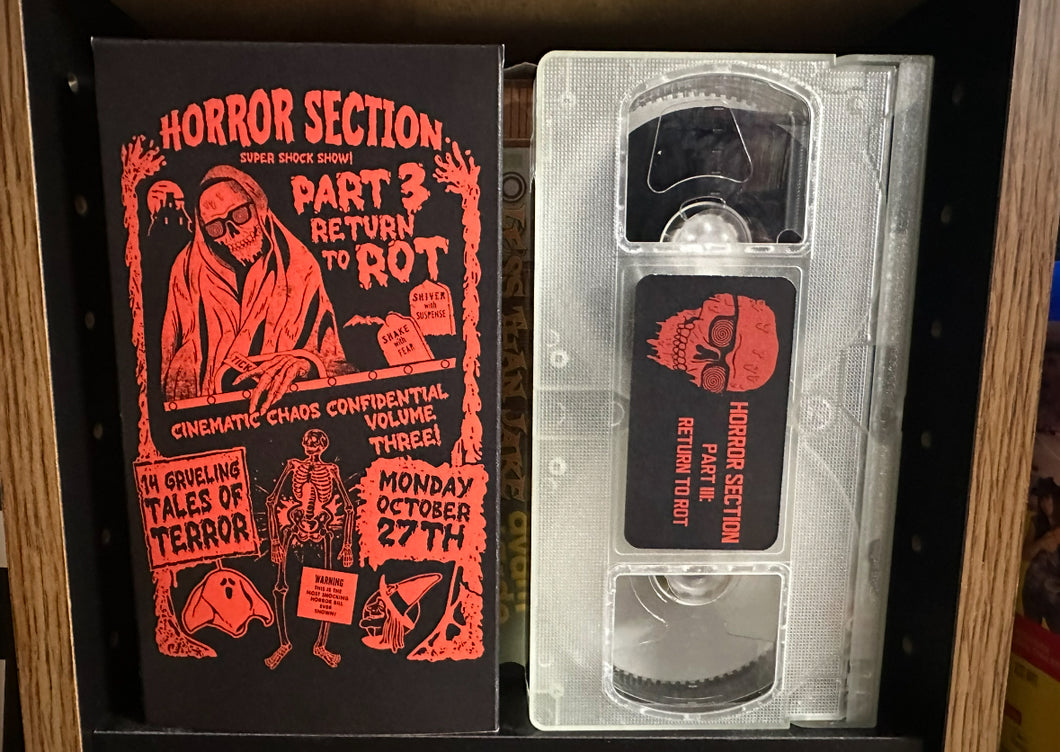 HORROR SECTION
SUPER SHOCK SHOW!
PART 3
RETURN
TO ROT
SHIVER
with
SUSPENSE
SHAKE
with
FEAR
CINEMATIC CHAOS CONFIDENTIAL
VOLUME
THREE!
14 GRUELING
TALES OF
TERROR
MONDAY
OCTOBER
27TH
WARNING
THIS IS THE
MOST SHOCKING
HORROR BILL
EVER
SHOWN!
HORROR SECTION
PART III:
RETURN TO ROT